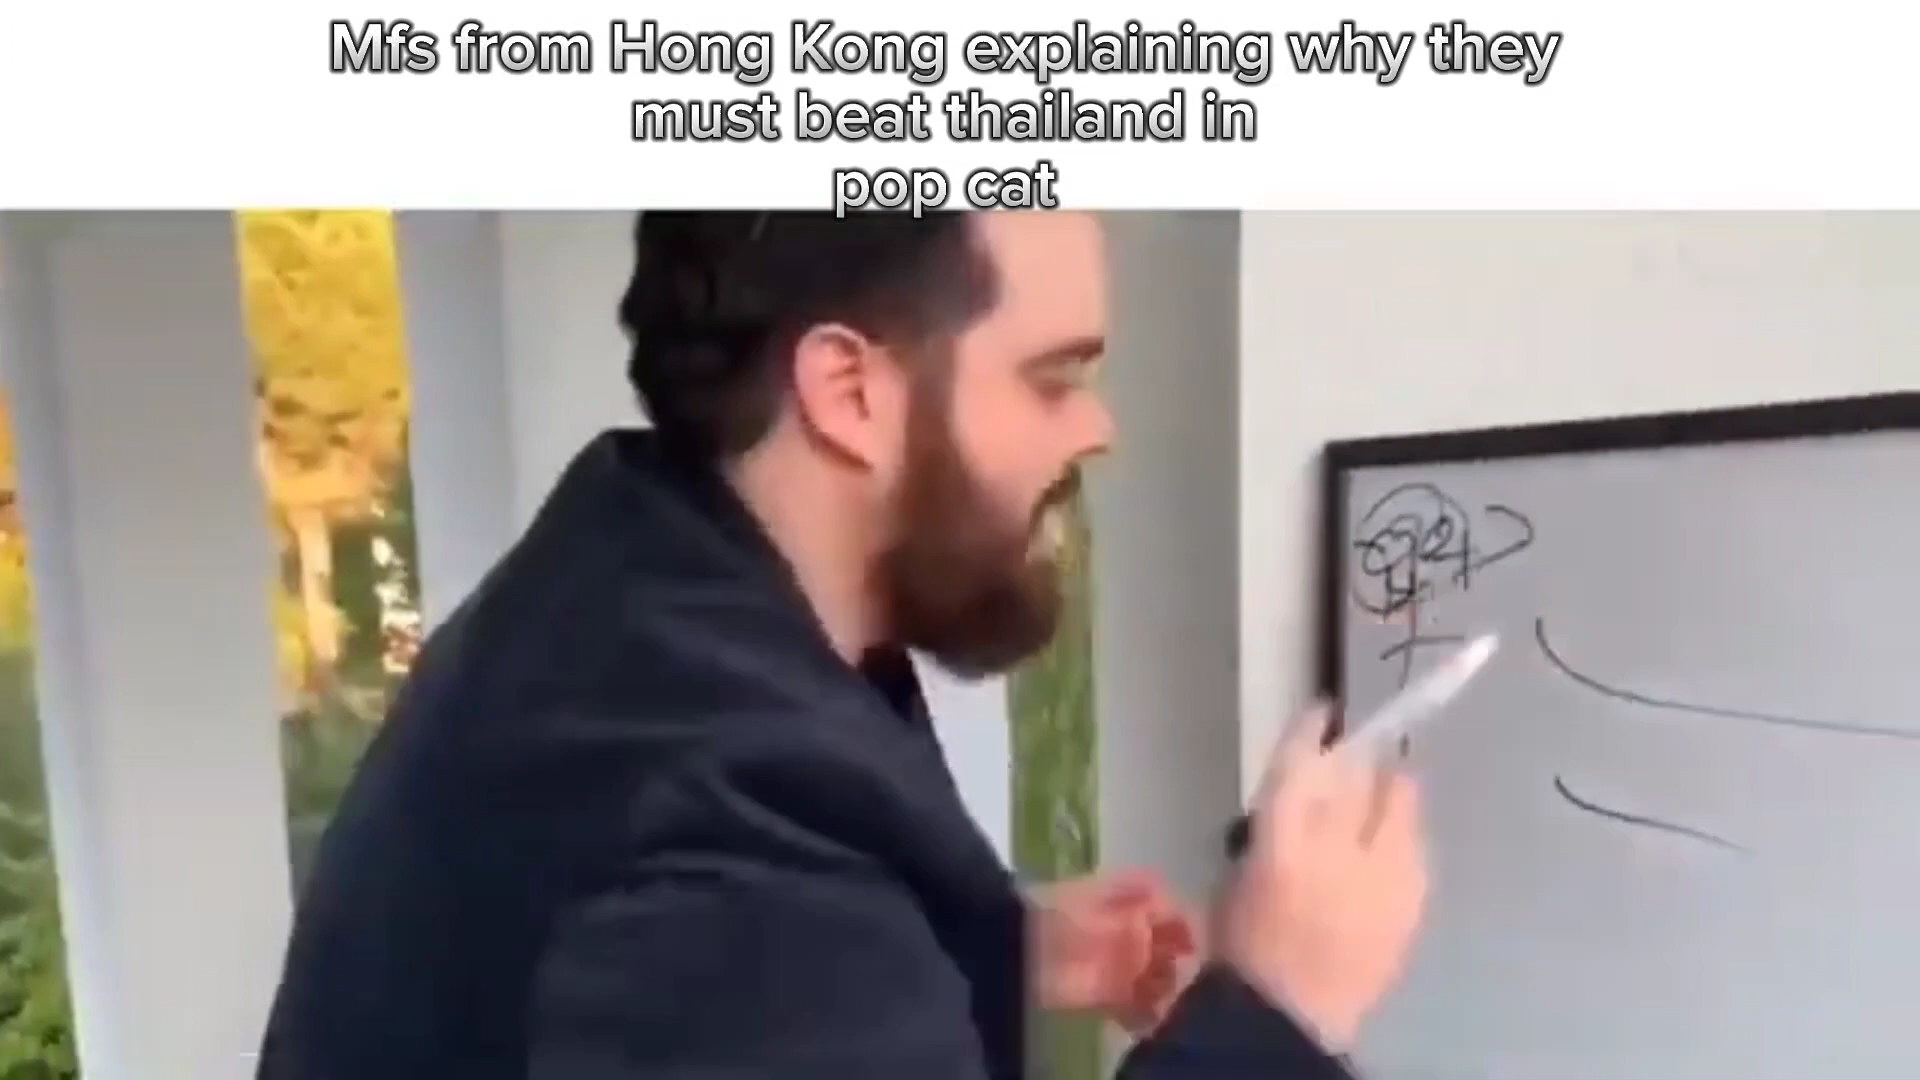 Mfs from Hong Kong explaining why they
must beat thailand in
pop cat